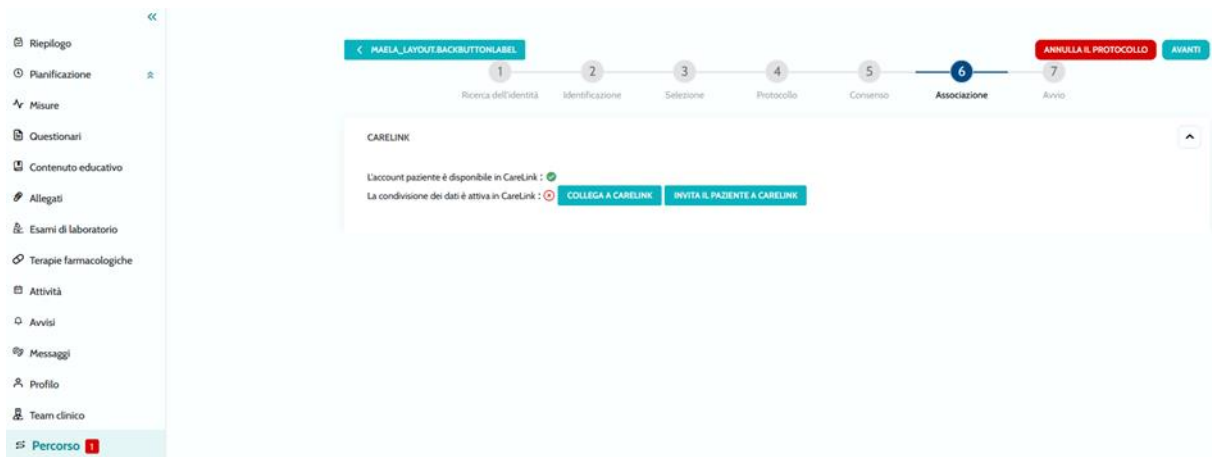 Riepilogo
Pianificazione
Misure
Questionari
Contenuto educativo
Allegati
Esami di laboratorio
Terapie farmacologiche
Attività
Avvisi
Messaggi
Profilo
Team clinico
Percorso 1
MAELA_LAYOUT.BACKBUTTONLABEL
ANNULLA IL PROTOCOLLO AVANTI
1 2 3 4 5 6 7
Ricerca dell'identità Identificazione Selezione Protocollo Consenso Associazione Avvio
CARELINK
L'account paziente è disponibile in CareLink :
La condivisione dei dati è attiva in CareLink : COLLEGA A CARELINK INVITA IL PAZIENTE A CARELINK